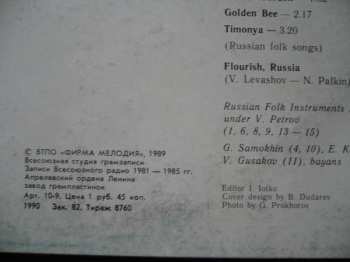 Golden Bee — 2.17
Timonya — 3.20
(Russian folk songs)
Flourish, Russia
(V. Levashov — N. Palkin
Russian Folk Instruments
under V. Petrov
(1, 6, 8, 9, 13—15)
G. Samokhin (4, 10), E. K
V. Gusakov (11), bayans
Editor I. Iofko
Cover design by B. Dudarev
Photo by G. Prokhorov
© ВТПО «ФИРМА МЕЛОДИЯ», 1989
Всесоюзная студия грамзаписи
Записи Всесоюзного радио 1981—1985 гг.
Апрелевский ордена Ленина
завод грампластинок
Арт. 10-9. Цена 1 руб. 45 коп.
1990 Зак. 82. Тираж 8760